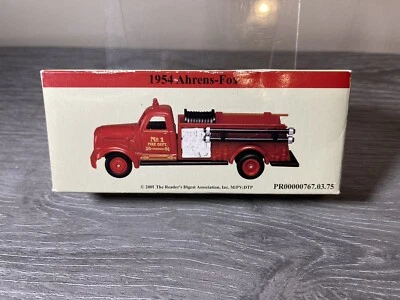 1954 Ahrens-Fox
No 1
FIRE DEPT.
© 2005 The Reader's Digest Association, Inc. M/PV:DTP
PR00000767.03.75